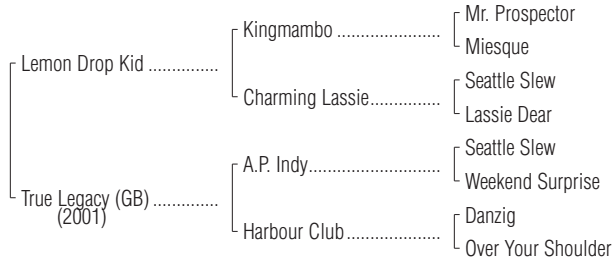 Mr. Prospector
Kingmambo ..................
Miesque
Lemon Drop Kid ...............
Seattle Slew
Charming Lassie...............
Lassie Dear
Seattle Slew
A.P. Indy.......................
Weekend Surprise
True Legacy (GB) ..............
(2001)
Danzig
Harbour Club ...................
Over Your Shoulder